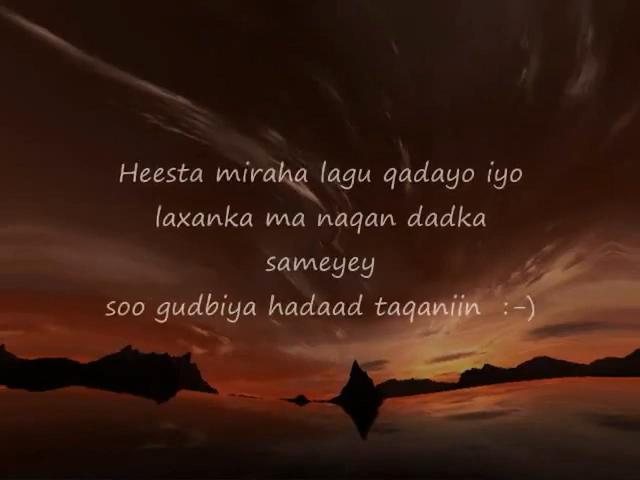 Heesta miraha lagu qadayo iyo
laxanka ma naqan dadka
sameyey
soo gudbiya hadaad taqaniin :-)